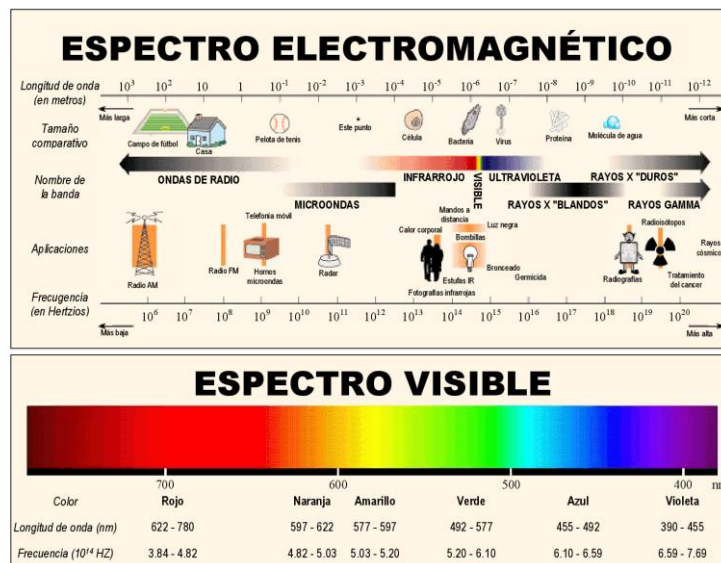 ESPECTRO ELECTROMAGNÉTICO
Longitud de onda 10³ 10² 10 1 10⁻¹ 10⁻² 10⁻³ 10⁻⁴ 10⁻⁵ 10⁻⁶ 10⁻⁷ 10⁻⁸ 10⁻⁹ 10⁻¹⁰ 10⁻¹¹ 10⁻¹²
(en metros)
Más larga Más corta
Tamaño
comparativo
Campo de fútbol
Casa
Pelota de tenis
Este punto
Célula
Bacteria
Virus
Proteína
Molécula de agua
Nombre de
la banda
ONDAS DE RADIO INFRARROJO VISIBLE ULTRAVIOLETA RAYOS X "DUROS"
MICROONDAS RAYOS X "BLANDOS" RAYOS GAMMA
Aplicaciones
Radio AM
Radio FM
Telefonia móvil
Hornos
microondas
Radar
Calor corporal
Mandos a
distancia
Bombillas
Luz negra
Estufas IR
Fotografías infrarrojas
Bronceado
Germicida
Radioisótopos
Radiografías
Tratamiento
del cancer
Rayos
cósmico
Frecugencia
(en Hertzios)
10⁶ 10⁸ 10⁹ 10¹⁰ 10¹¹ 10¹² 10¹³ 10¹⁴ 10¹⁵ 10¹⁶ 10¹⁷ 10¹⁸ 10¹⁹ 10²⁰
Más baja Más alta
ESPECTRO VISIBLE
700 600 500 400 nm
Color Rojo Naranja Amarillo Verde Azul Violeta
Longitud de onda (nm) 622 - 780 597 - 622 577 - 597 492 - 577 455 - 492 390 - 455
Frecuencia (10¹⁴ HZ) 3.84 - 4.82 4.82 - 5.03 5.03 - 5.20 5.20 - 6.10 6.10 - 6.59 6.59 - 7.69